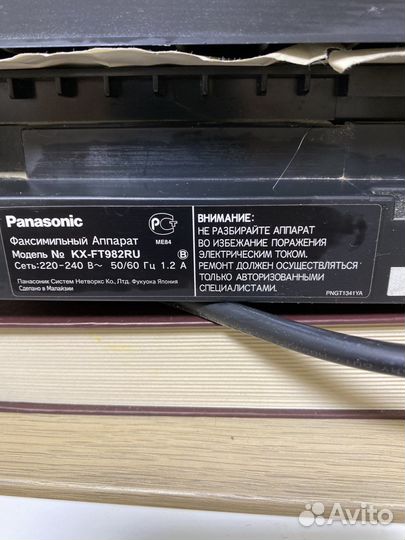 Panasonic
Факсимильный Аппарат
Модель № KX-FT982RU
Сеть:220-240 В~ 50/60 Гц 1.2 А
Панасоник Систем Нетворкс Ко., Лтд. Фукуока Япония
Сделано в Малайзии
РСТ
ME84
B
ВНИМАНИЕ:
НЕ РАЗБИРАЙТЕ АППАРАТ
ВО ИЗБЕЖАНИЕ ПОРАЖЕНИЯ
ЭЛЕКТРИЧЕСКИМ ТОКОМ.
РЕМОНТ ДОЛЖЕН ОСУЩЕСТВЛЯТЬСЯ
ТОЛЬКО АВТОРИЗОВАННЫМИ
СПЕЦИАЛИСТАМИ.
PNGT1341YA
Avito